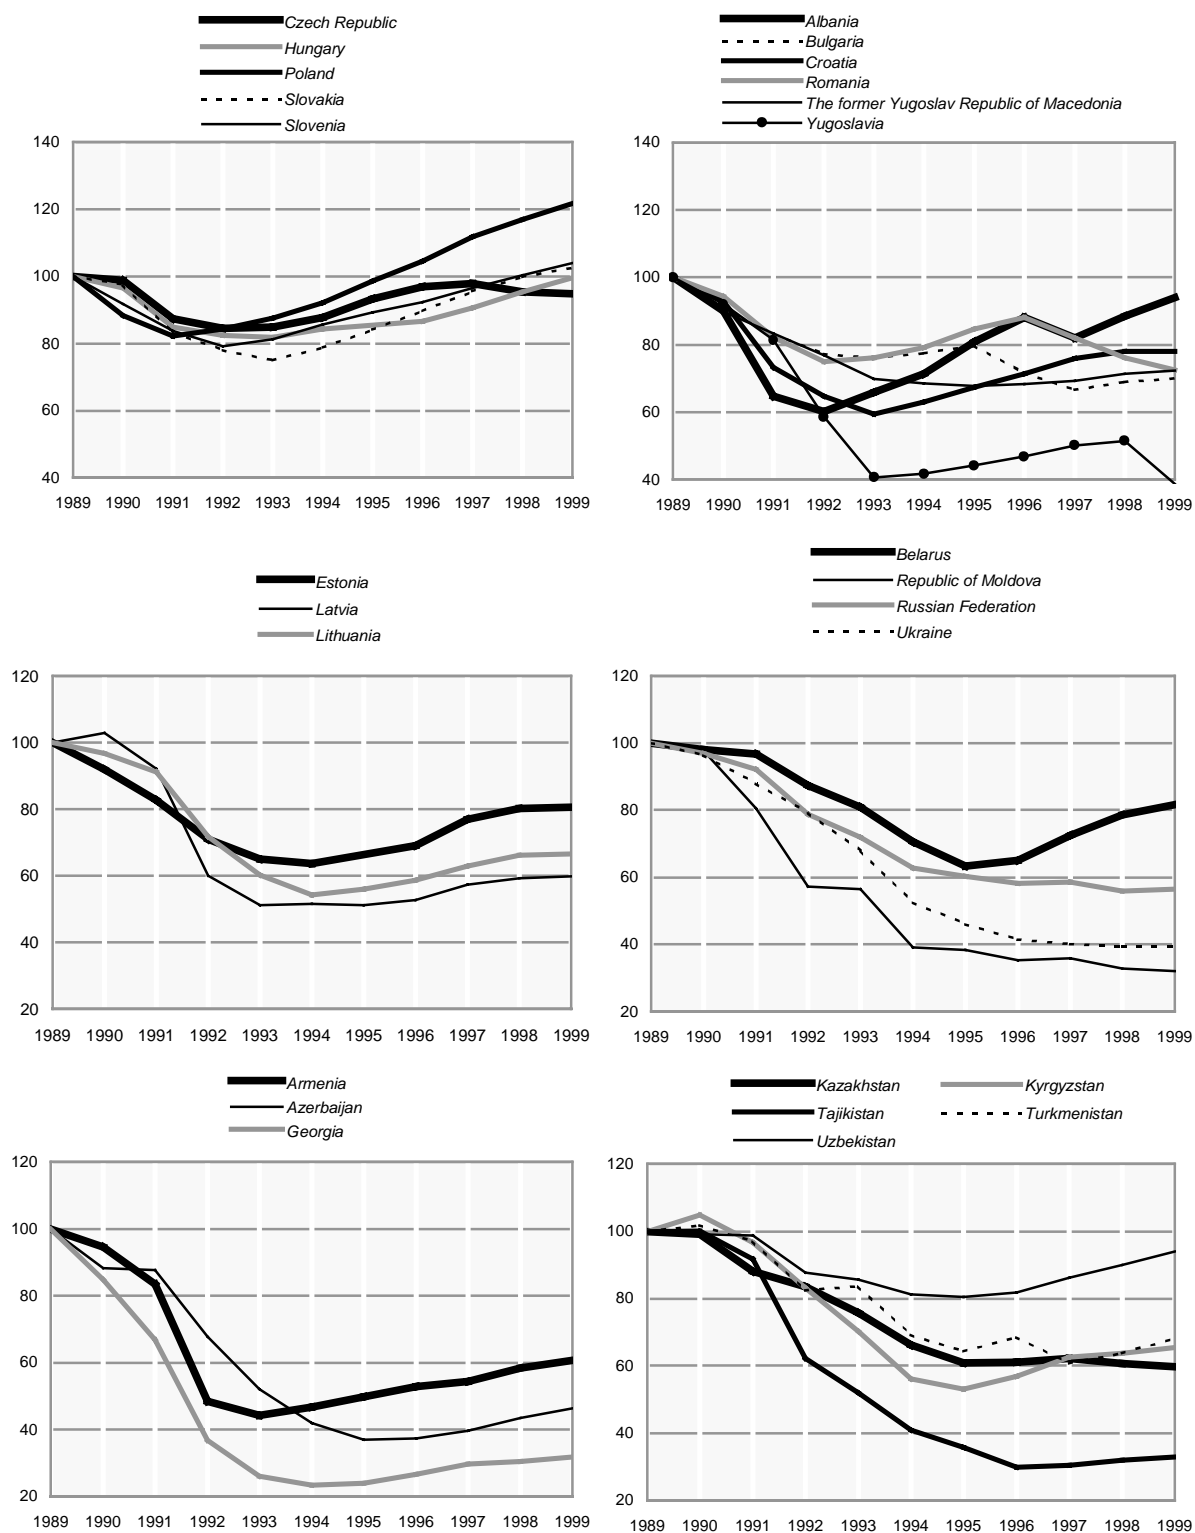 Czech Republic
Hungary
Poland
Slovakia
Slovenia
140
120
100
80
60
40
1989 1990 1991 1992 1993 1994 1995 1996 1997 1998 1999
Albania
Bulgaria
Croatia
Romania
The former Yugoslav Republic of Macedonia
Yugoslavia
140
120
100
80
60
40
1989 1990 1991 1992 1993 1994 1995 1996 1997 1998 1999
Estonia
Latvia
Lithuania
120
100
80
60
40
20
1989 1990 1991 1992 1993 1994 1995 1996 1997 1998 1999
Belarus
Republic of Moldova
Russian Federation
Ukraine
120
100
80
60
40
20
1989 1990 1991 1992 1993 1994 1995 1996 1997 1998 1999
Armenia
Azerbaijan
Georgia
120
100
80
60
40
20
1989 1990 1991 1992 1993 1994 1995 1996 1997 1998 1999
Kazakhstan Kyrgyzstan
Tajikistan Turkmenistan
Uzbekistan
120
100
80
60
40
20
1989 1990 1991 1992 1993 1994 1995 1996 1997 1998 1999